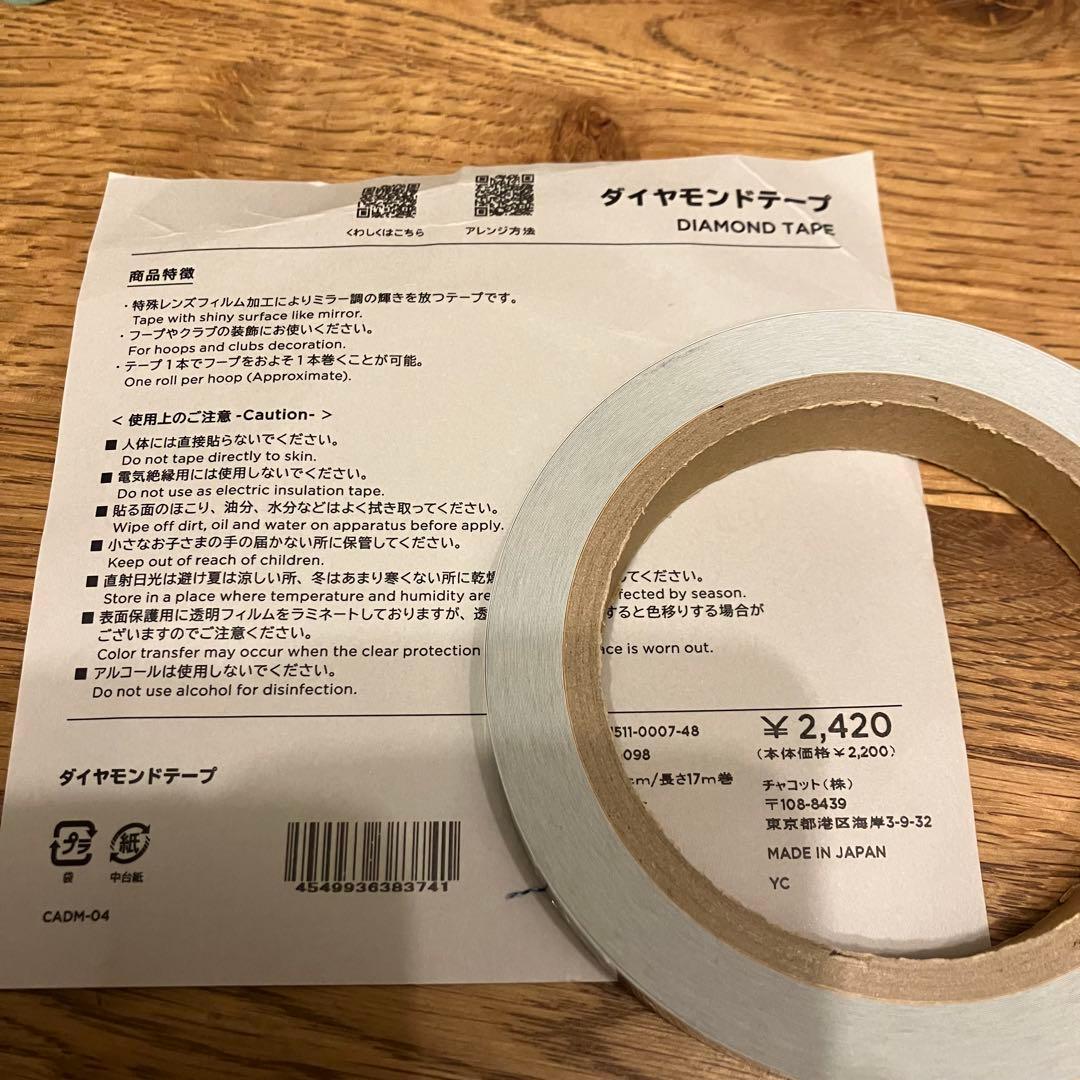 ダイヤモンドテープ
DIAMOND TAPE
くわしくはこちら
アレンジ方法
商品特徴
・特殊レンズフィルム加工によりミラー調の輝きを放つテープです。
Tape with shiny surface like mirror.
・フープやクラブの装飾にお使いください。
For hoops and clubs decoration.
・テープ1本でフープをおよそ1本巻くことが可能。
One roll per hoop (Approximate).
< 使用上のご注意 -Caution- >
■ 人体には直接貼らないでください。
Do not tape directly to skin.
■ 電気絶縁用には使用しないでください。
Do not use as electric insulation tape.
■ 貼る面のほこり、油分、水分などはよく拭き取ってください。
Wipe off dirt, oil and water on apparatus before apply.
■ 小さなお子さまの手の届かない所に保管してください。
Keep out of reach of children.
■ 直射日光は避け夏は涼しい所、冬はあまり寒くない所に乾 てください。
Store in a place where temperature and humidity are fected by season.
■ 表面保護用に透明フィルムをラミネートしておりますが、透 すると色移りする場合が
ございますのでご注意ください。
Color transfer may occur when the clear protection ce is worn out.
■ アルコールは使用しないでください。
Do not use alcohol for disinfection.
ダイヤモンドテープ
プラ
袋
紙
中台紙
CADM-04
4549936383741
511-0007-48
098
cm/長さ17m巻
¥2,420
(本体価格¥2,200)
チャコット(株)
〒108-8439
東京都港区海岸3-9-32
MADE IN JAPAN
YC